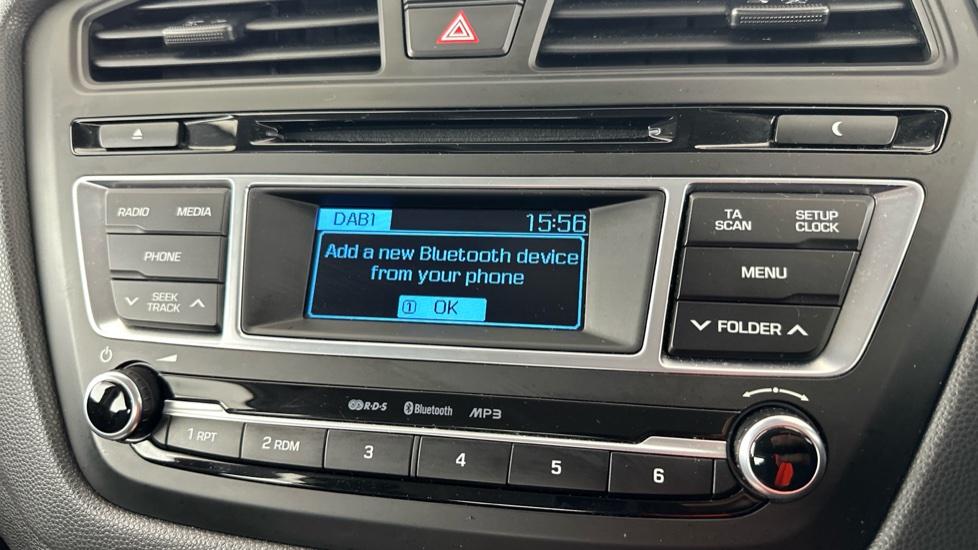 RADIO MEDIA
PHONE
SEEK
TRACK
DAB1 15:56
Add a new Bluetooth device
from your phone
① OK
TA
SCAN
SETUP
CLOCK
MENU
FOLDER
R·D·S Bluetooth MP3
1 RPT 2 RDM 3 4 5 6